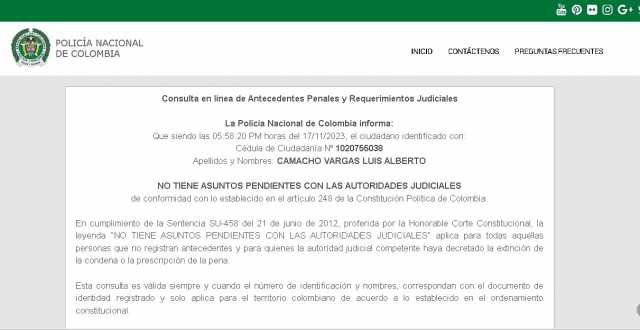 POLICÍA NACIONAL
DE COLOMBIA
INICIO CONTÁCTENOS PREGUNTAS FRECUENTES
Consulta en línea de Antecedentes Penales y Requerimientos Judiciales
La Policía Nacional de Colombia informa:
Que siendo las 05:58:20 PM horas del 17/11/2023, el ciudadano identificado con:
Cédula de Ciudadanía Nº 1020755038
Apellidos y Nombres: CAMACHO VARGAS LUIS ALBERTO
NO TIENE ASUNTOS PENDIENTES CON LAS AUTORIDADES JUDICIALES
de conformidad con lo establecido en el artículo 248 de la Constitución Política de Colombia.
En cumplimiento de la Sentencia SU-458 del 21 de junio de 2012, proferida por la Honorable Corte Constitucional, la
leyenda "NO TIENE ASUNTOS PENDIENTES CON LAS AUTORIDADES JUDICIALES" aplica para todas aquellas
personas que no registran antecedentes y para quienes la autoridad judicial competente haya decretado la extinción de
la condena o la prescripción de la pena.
Esta consulta es válida siempre y cuando el número de identificación y nombres, correspondan con el documento de
identidad registrado y solo aplica para el territorio colombiano de acuerdo a lo establecido en el ordenamiento
constitucional.